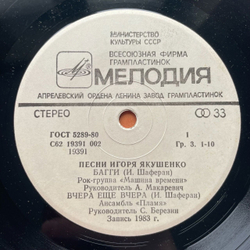 МИНИСТЕРСТВО
КУЛЬТУРЫ СССР
ВСЕСОЮЗНАЯ ФИРМА
ГРАМПЛАСТИНОК
МЕЛОДИЯ
АПРЕЛЕВСКИЙ ОРДЕНА ЛЕНИНА ЗАВОД ГРАМПЛАСТИНОК
СТЕРЕО 33
ГОСТ 5289-80 1
С62 19391 002 Гр. 3. 1-10
19391
ПЕСНИ ИГОРЯ ЯКУШЕНКО
БАГГИ (И. Шаферан)
Рок-группа «Машина времени»
Руководитель А. Макаревич
ВЧЕРА ЕЩЕ ВЧЕРА (И. Шаферан)
Ансамбль «Пламя»
Руководитель С. Березин
Запись 1983 г.